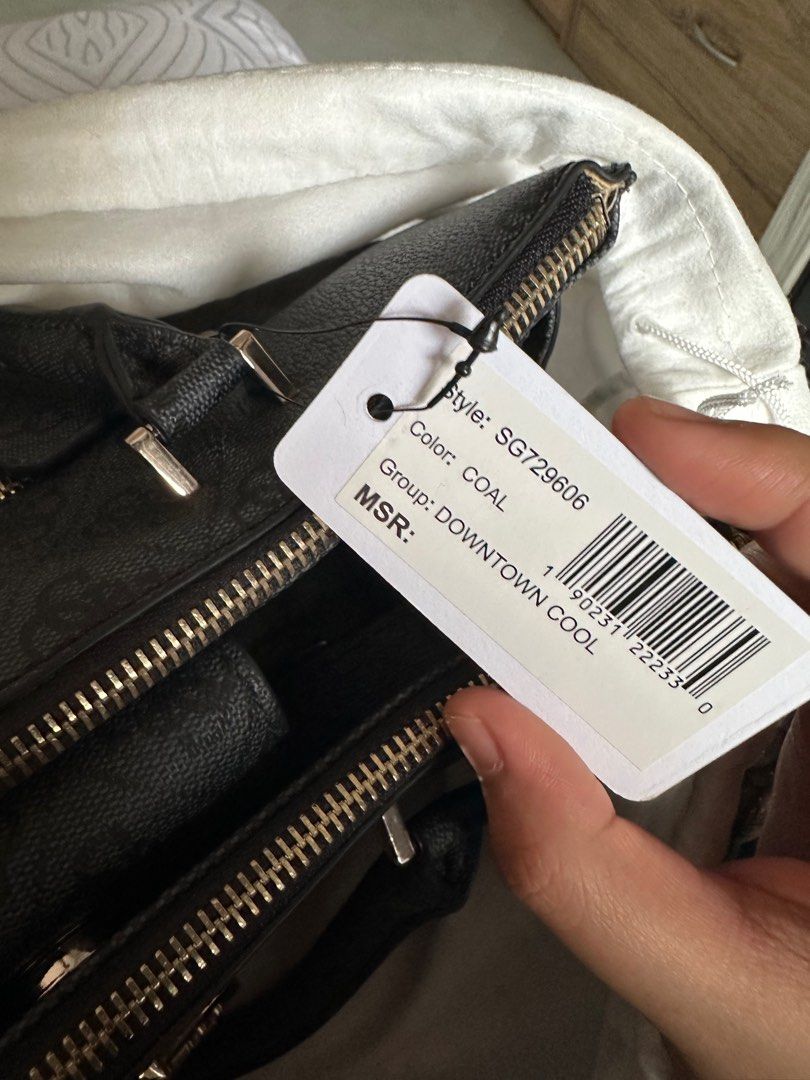 Style: SG729606
Color: COAL
Group: DOWNTOWN COOL
MSR:
1 90231 22233 0